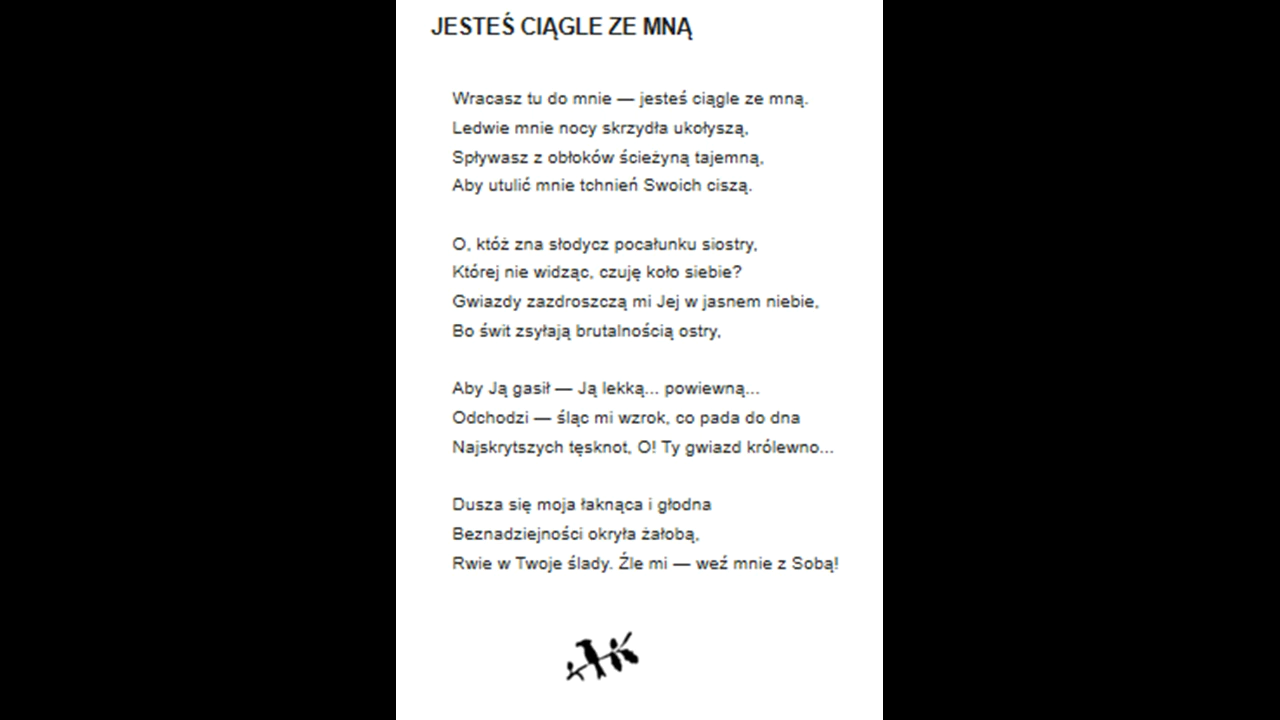 JESTEŚ CIĄGLE ZE MNĄ
Wracasz tu do mnie — jesteś ciągle ze mną.
Ledwie mnie nocy skrzydła ukołyszą,
Spływasz z obłoków ścieżyną tajemną,
Aby utulić mnie tchnień Swoich ciszą.
O, któż zna słodycz pocałunku siostry,
Której nie widząc, czuję koło siebie?
Gwiazdy zazdroszczą mi Jej w jasnem niebie,
Bo świt zsyłają brutalnością ostry,
Aby Ją gasił — Ją lekką... powiewną...
Odchodzi — śląc mi wzrok, co pada do dna
Najskrytszych tęsknot, O! Ty gwiazd królewno...
Dusza się moja łaknąca i głodna
Beznadziejności okryła żałobą,
Rwie w Twoje ślady. Źle mi — weź mnie z Sobą!